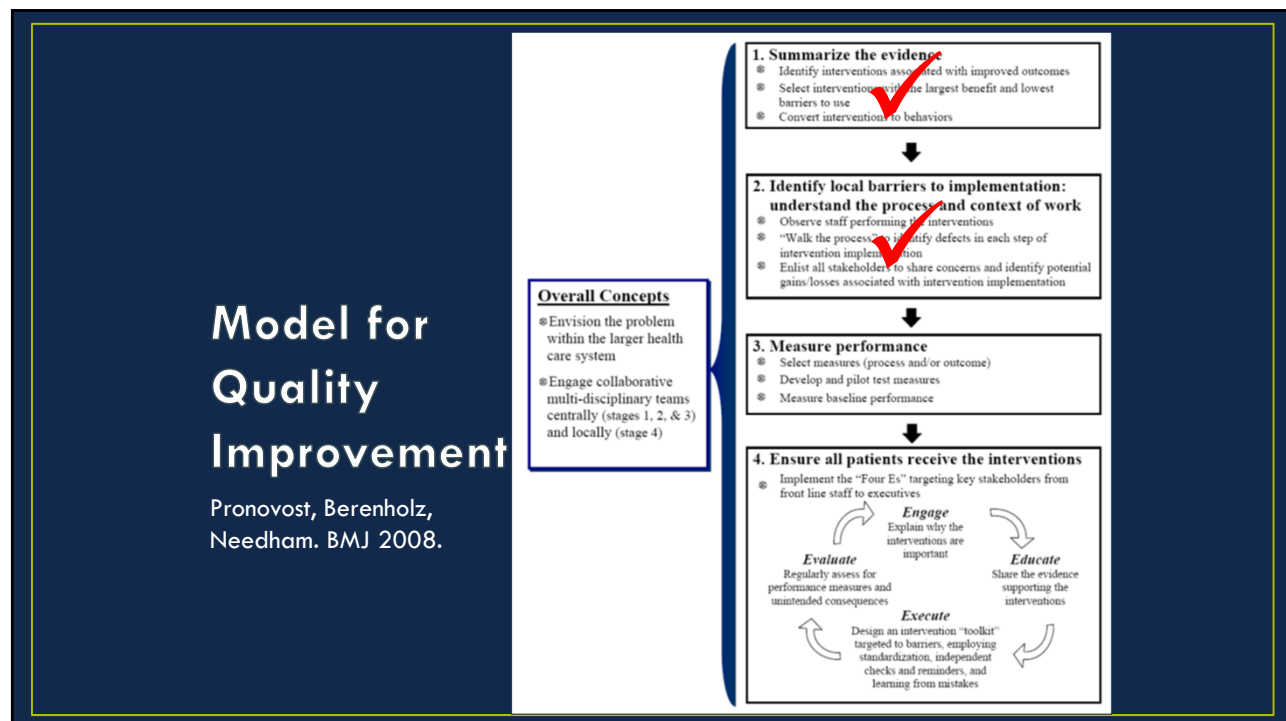 Model for
Quality
Improvement
Pronovost, Berenholz,
Needham. BMJ 2008.
Overall Concepts
Envision the problem
within the larger health
care system
Engage collaborative
multi-disciplinary teams
centrally (stages 1, 2, & 3)
and locally (stage 4)
1. Summarize the evidence
Identify interventions associated with improved outcomes
Select interventions with the largest benefit and lowest
barriers to use
Convert interventions to behaviors
2. Identify local barriers to implementation:
understand the process and context of work
Observe staff performing the interventions
"Walk the process" to identify defects in each step of
intervention implementation
Enlist all stakeholders to share concerns and identify potential
gains/losses associated with intervention implementation
3. Measure performance
Select measures (process and/or outcome)
Develop and pilot test measures
Measure baseline performance
4. Ensure all patients receive the interventions
Implement the "Four Es" targeting key stakeholders from
front line staff to executives
Engage
Explain why the
interventions are
important
Educate
Share the evidence
supporting the
interventions
Execute
Design an intervention "toolkit"
targeted to barriers, employing
standardization, independent
checks and reminders, and
learning from mistakes
Evaluate
Regularly assess for
performance measures and
unintended consequences